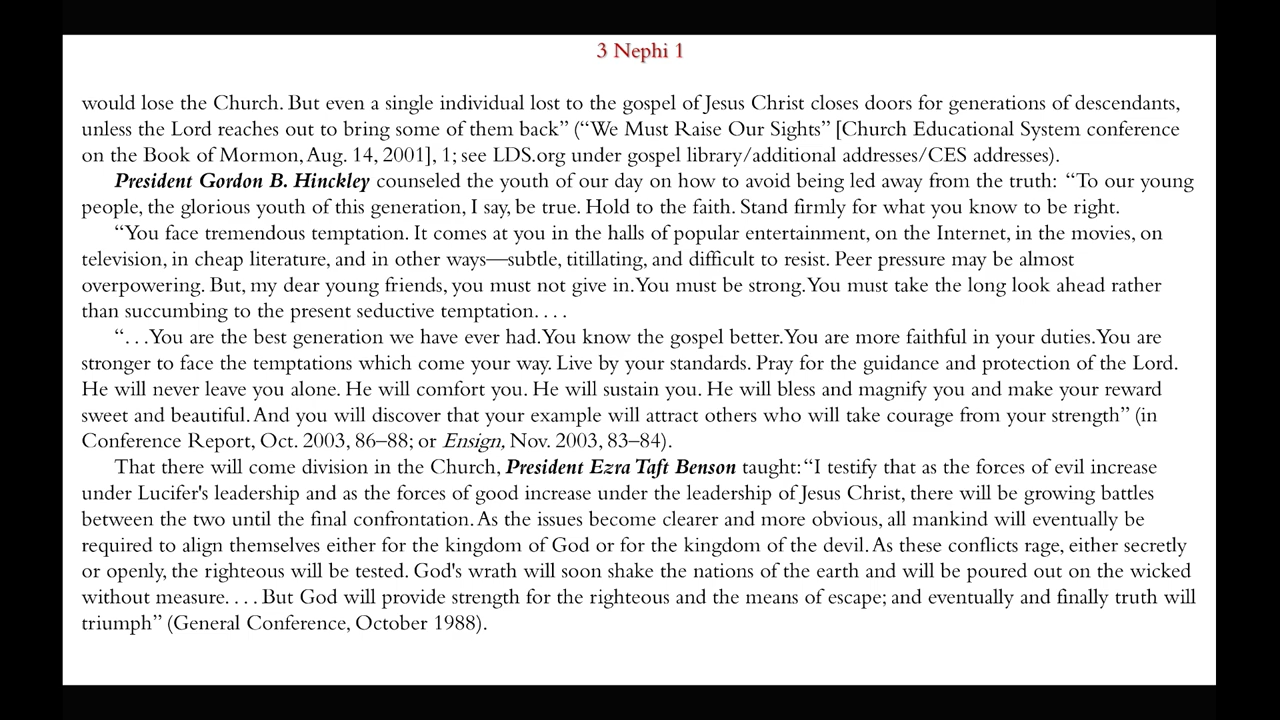 3 Nephi 1
would lose the Church. But even a single individual lost to the gospel of Jesus Christ closes doors for generations of descendants,
unless the Lord reaches out to bring some of them back” (“We Must Raise Our Sights” [Church Educational System conference
on the Book of Mormon, Aug. 14, 2001], 1; see LDS.org under gospel library/additional addresses/CES addresses).
President Gordon B. Hinckley counseled the youth of our day on how to avoid being led away from the truth: “To our young
people, the glorious youth of this generation, I say, be true. Hold to the faith. Stand firmly for what you know to be right.
“You face tremendous temptation. It comes at you in the halls of popular entertainment, on the Internet, in the movies, on
television, in cheap literature, and in other ways—subtle, titillating, and difficult to resist. Peer pressure may be almost
overpowering. But, my dear young friends, you must not give in. You must be strong. You must take the long look ahead rather
than succumbing to the present seductive temptation. . . .
“. . . You are the best generation we have ever had. You know the gospel better. You are more faithful in your duties. You are
stronger to face the temptations which come your way. Live by your standards. Pray for the guidance and protection of the Lord.
He will never leave you alone. He will comfort you. He will sustain you. He will bless and magnify you and make your reward
sweet and beautiful. And you will discover that your example will attract others who will take courage from your strength” (in
Conference Report, Oct. 2003, 86–88; or Ensign, Nov. 2003, 83–84).
That there will come division in the Church, President Ezra Taft Benson taught: “I testify that as the forces of evil increase
under Lucifer's leadership and as the forces of good increase under the leadership of Jesus Christ, there will be growing battles
between the two until the final confrontation. As the issues become clearer and more obvious, all mankind will eventually be
required to align themselves either for the kingdom of God or for the kingdom of the devil. As these conflicts rage, either secretly
or openly, the righteous will be tested. God's wrath will soon shake the nations of the earth and will be poured out on the wicked
without measure. . . . But God will provide strength for the righteous and the means of escape; and eventually and finally truth will
triumph” (General Conference, October 1988).